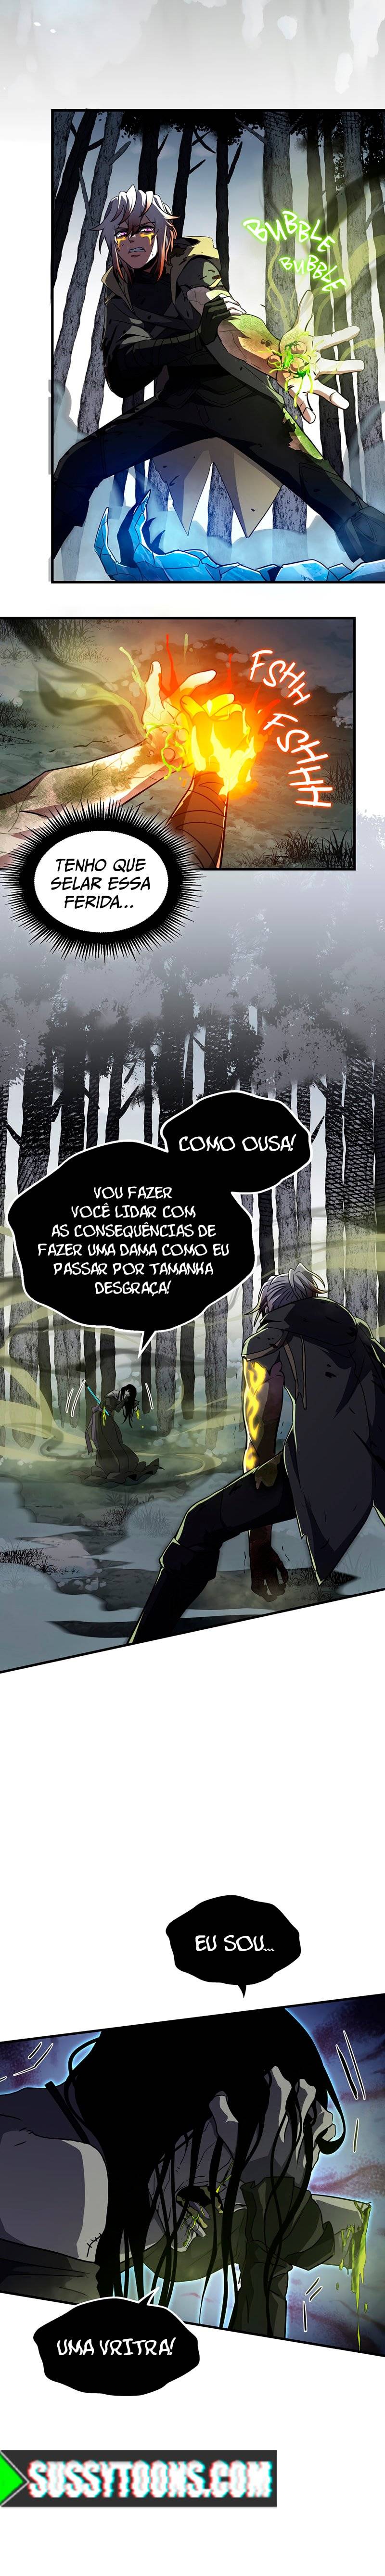 BUBBLE
BUBBLE
FSHH
FSHHH
TENHO QUE
SELAR ESSA
FERIDA...
COMO OUSA!
VOU FAZER
VOCÊ LIDAR COM
AS CONSEQUÊNCIAS DE
FAZER UMA DAMA COMO EU
PASSAR POR TAMANHA
DESGRAÇA!
EU SOU...
UMA VRITRA!
SUSSYTOONS.COM